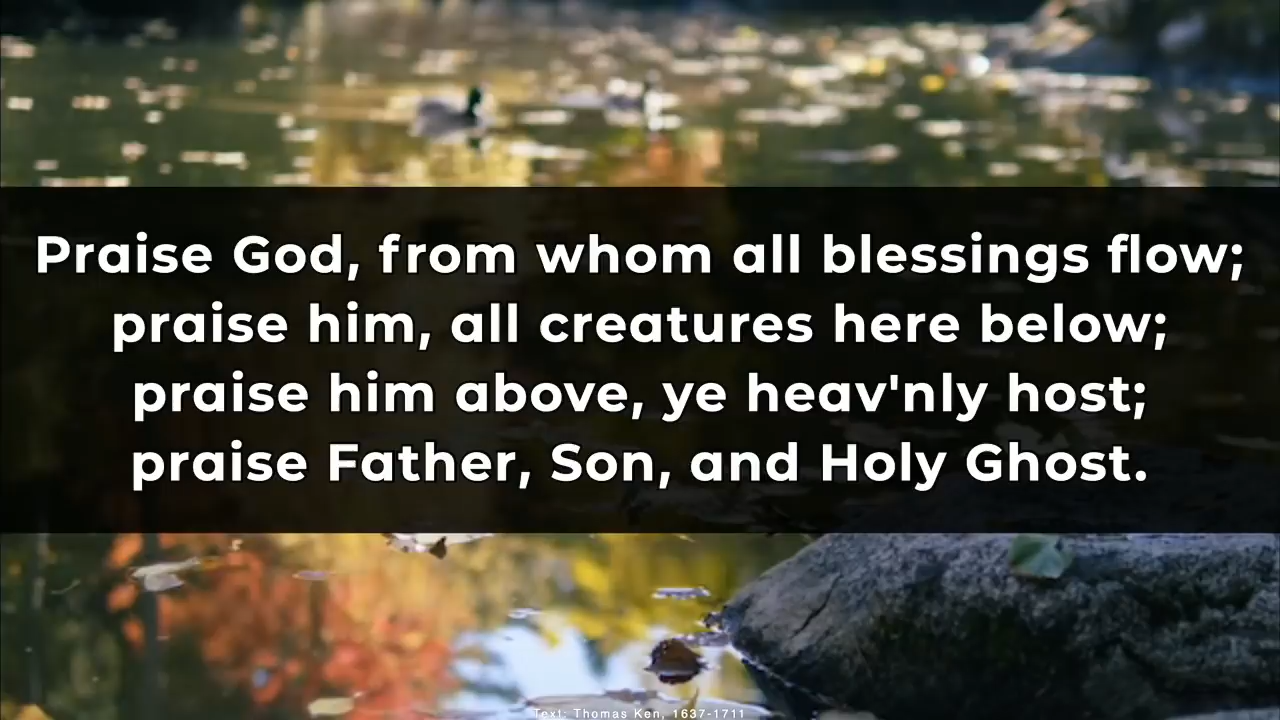 Praise God, from whom all blessings flow;
praise him, all creatures here below;
praise him above, ye heav'nly host;
praise Father, Son, and Holy Ghost.
Text: Thomas Ken, 1637-1711